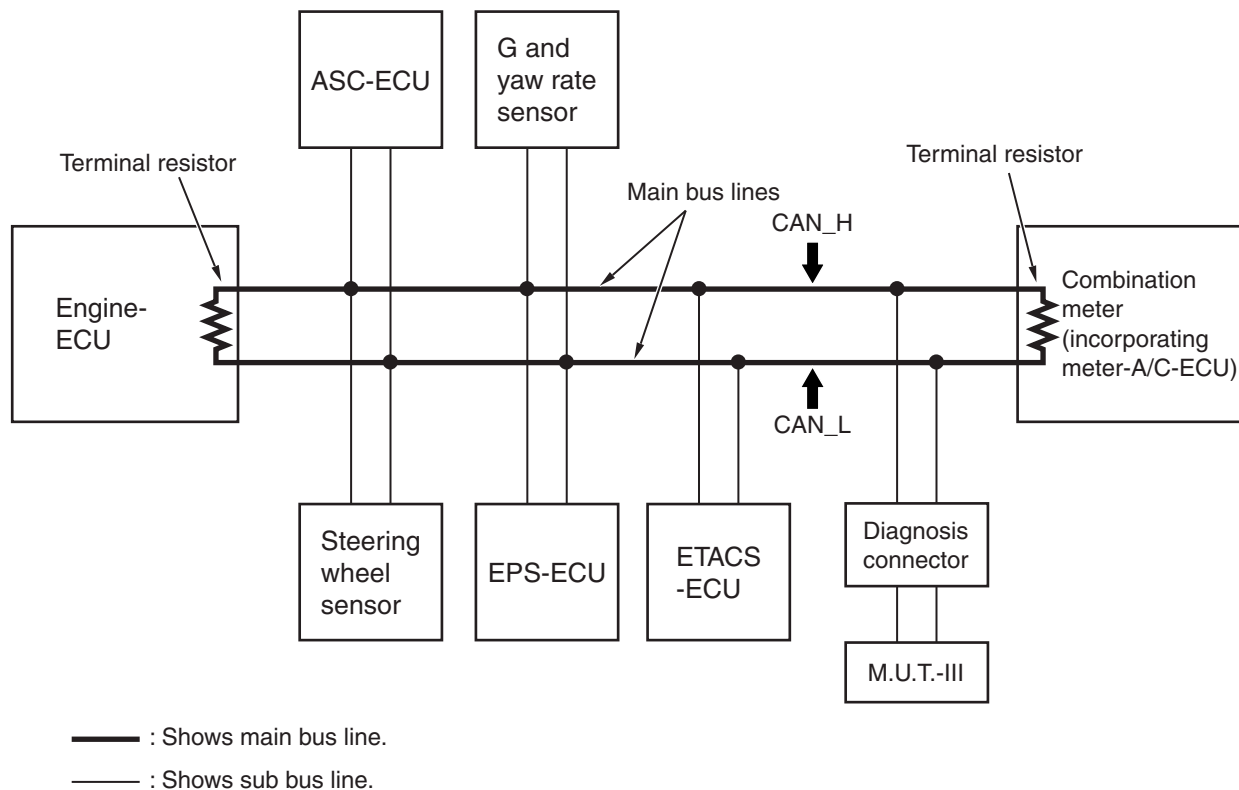 ASC-ECU
G and
yaw rate
sensor
Terminal resistor
Terminal resistor
Main bus lines
CAN_H
Engine-
ECU
Combination
meter
(incorporating
meter-A/C-ECU)
CAN_L
Steering
wheel
sensor
EPS-ECU
ETACS
-ECU
Diagnosis
connector
M.U.T.-III
: Shows main bus line.
: Shows sub bus line.